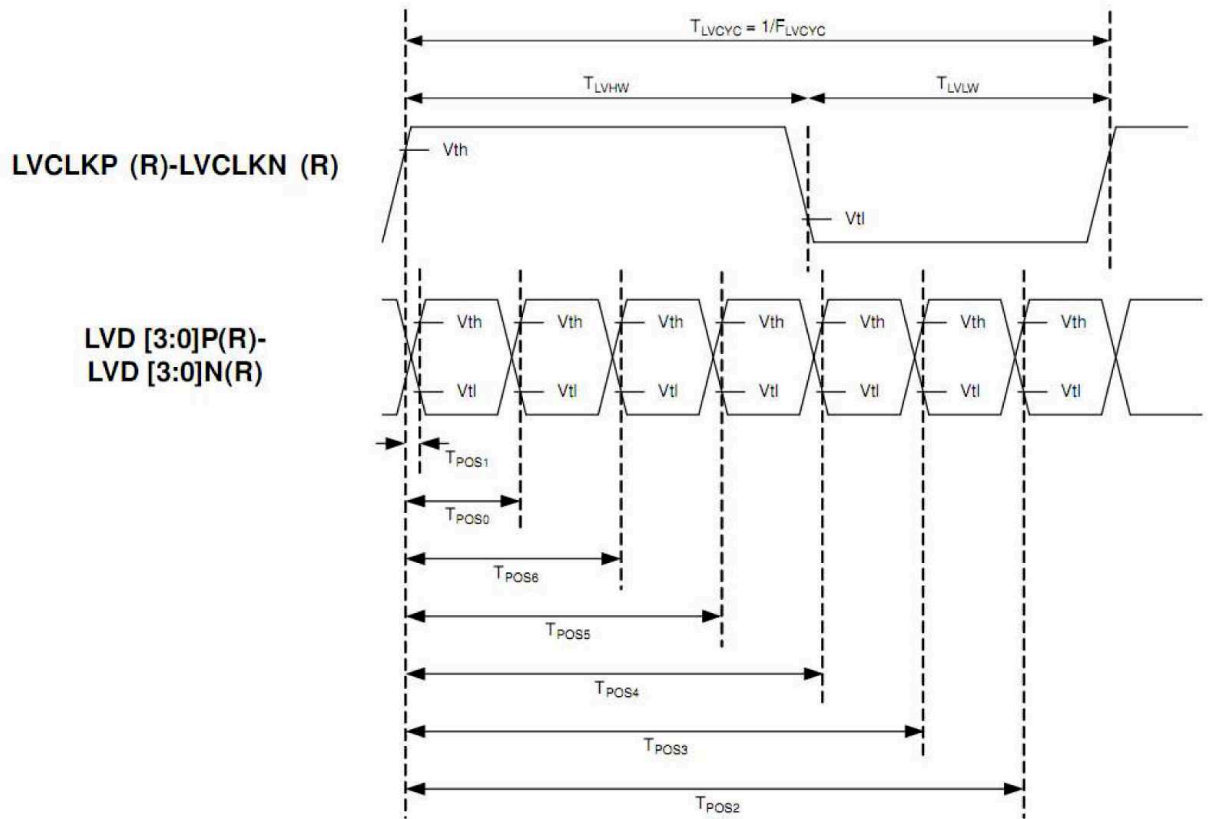 T_LVCYC = 1/F_LVCYC
T_LVHW
T_LVLW
LVCLKP (R)-LVCLKN (R)
Vth
Vtl
LVD [3:0]P(R)-
LVD [3:0]N(R)
Vth Vth Vth Vth Vth Vth Vth
Vtl Vtl Vtl Vtl Vtl Vtl Vtl
T_POS1
T_POS0
T_POS6
T_POS5
T_POS4
T_POS3
T_POS2